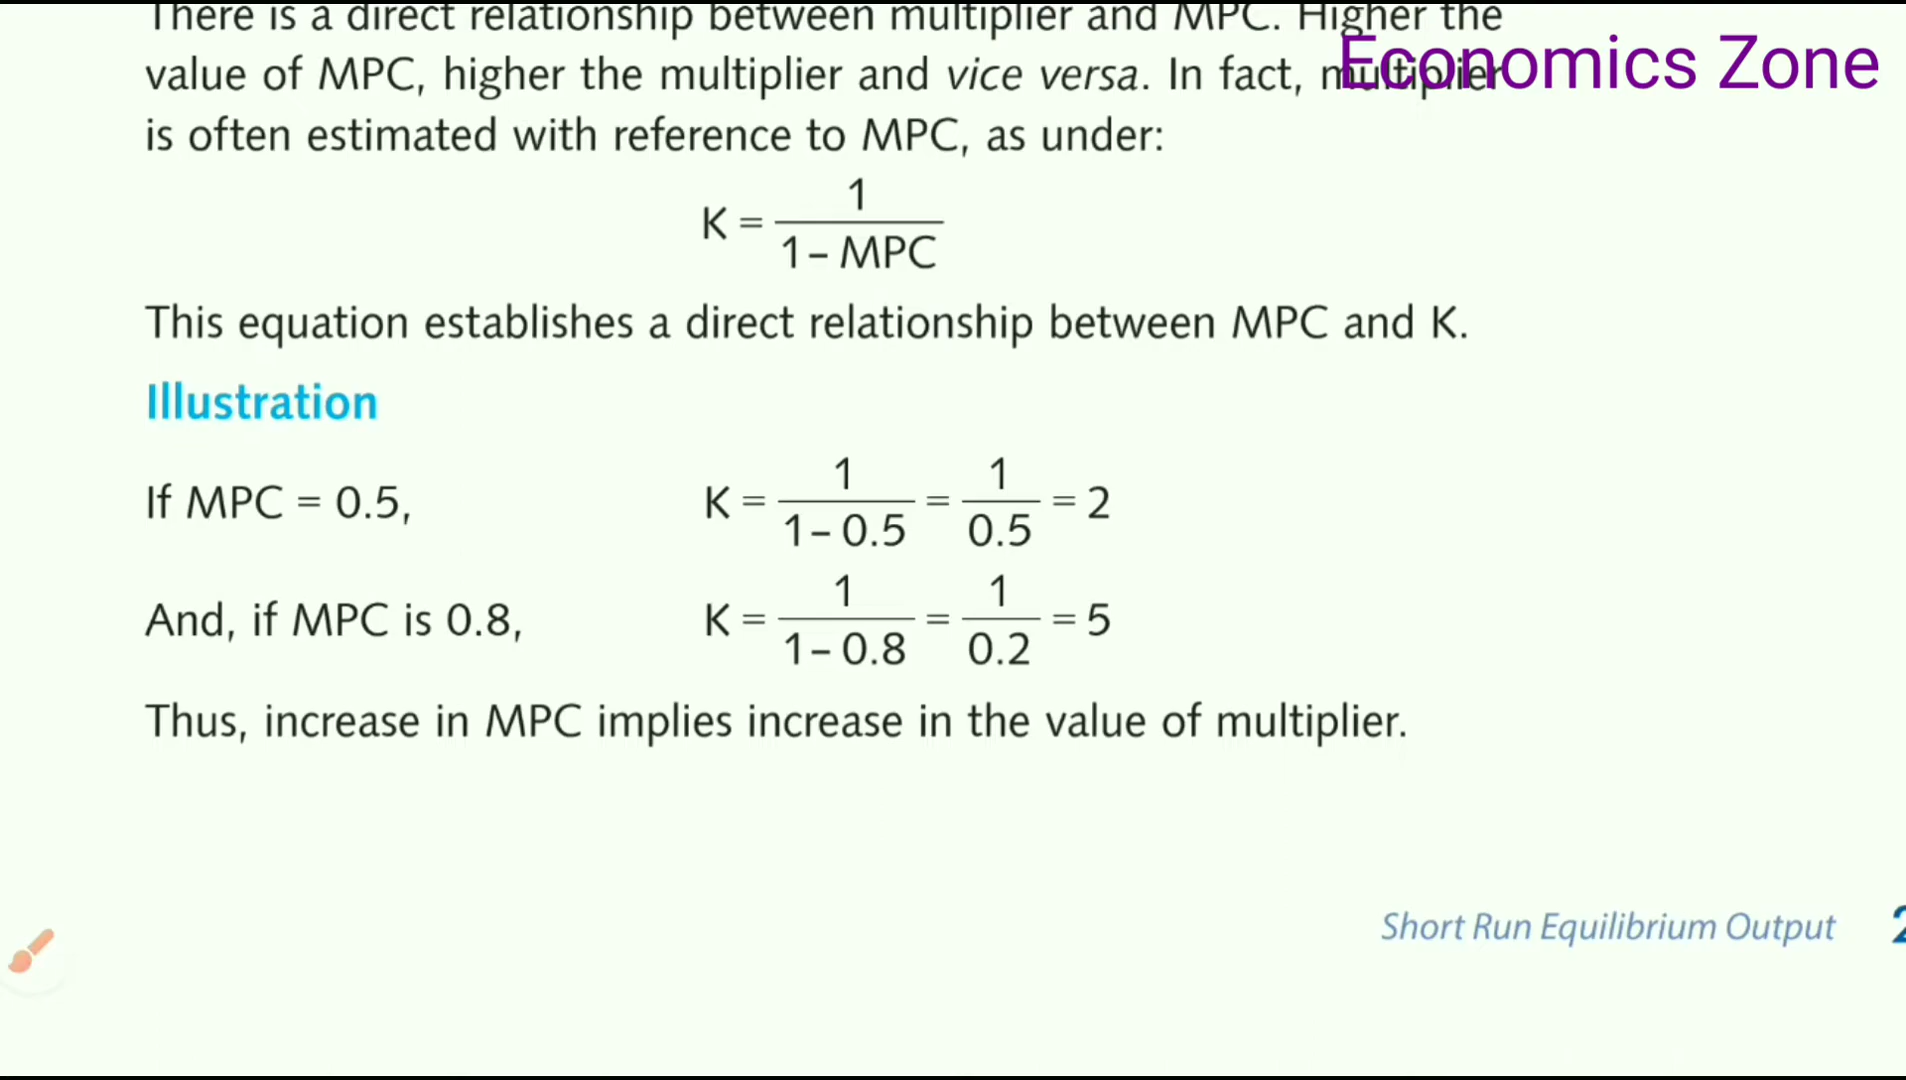 There is a direct relationship between multiplier and MPC. Higher the
Economics Zone
value of MPC, higher the multiplier and vice versa. In fact, multiplier
is often estimated with reference to MPC, as under:
K = 1 / 1 – MPC
This equation establishes a direct relationship between MPC and K.
Illustration
If MPC = 0.5, K = 1 / 1 – 0.5 = 1 / 0.5 = 2
And, if MPC is 0.8, K = 1 / 1 – 0.8 = 1 / 0.2 = 5
Thus, increase in MPC implies increase in the value of multiplier.
Short Run Equilibrium Output 2